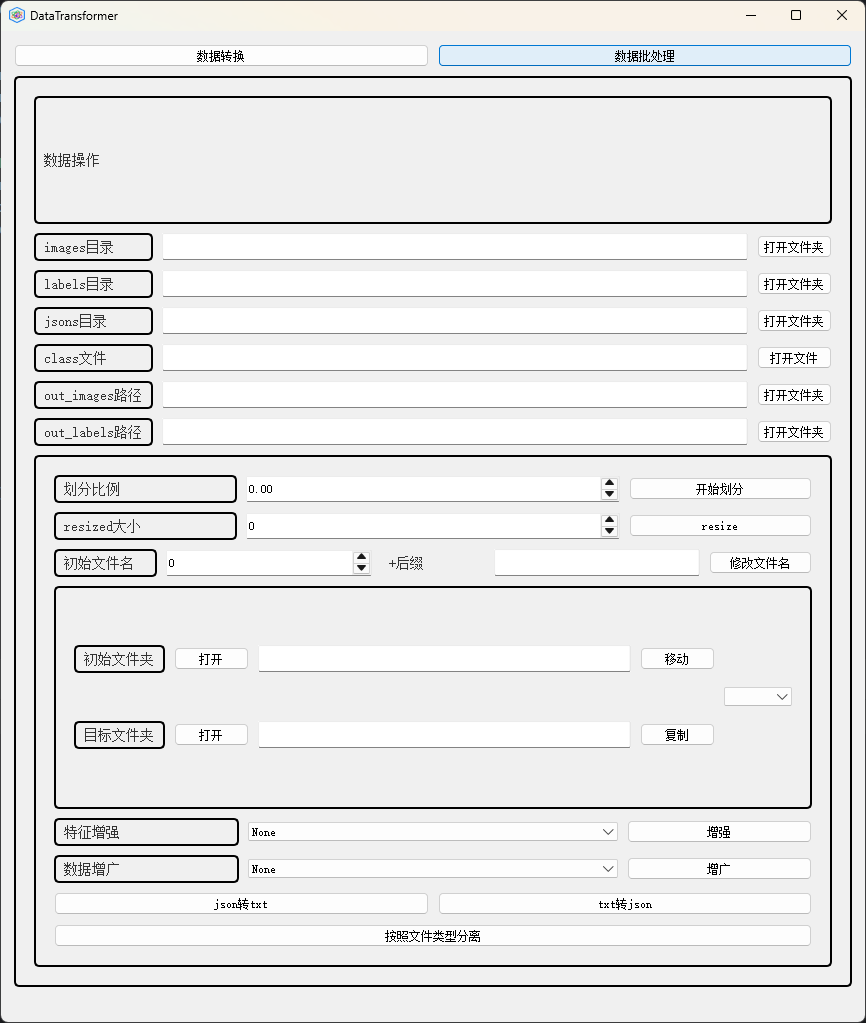 DataTransformer
数据转换 数据批处理
数据操作
images目录 打开文件夹
labels目录 打开文件夹
jsons目录 打开文件夹
class文件 打开文件
out_images路径 打开文件夹
out_labels路径 打开文件夹
划分比例 0.00 开始划分
resized大小 0 resize
初始文件名 0 +后缀 修改文件名
初始文件夹 打开 移动
目标文件夹 打开 复制
特征增强 None 增强
数据增广 None 增广
json转txt txt转json
按照文件类型分离